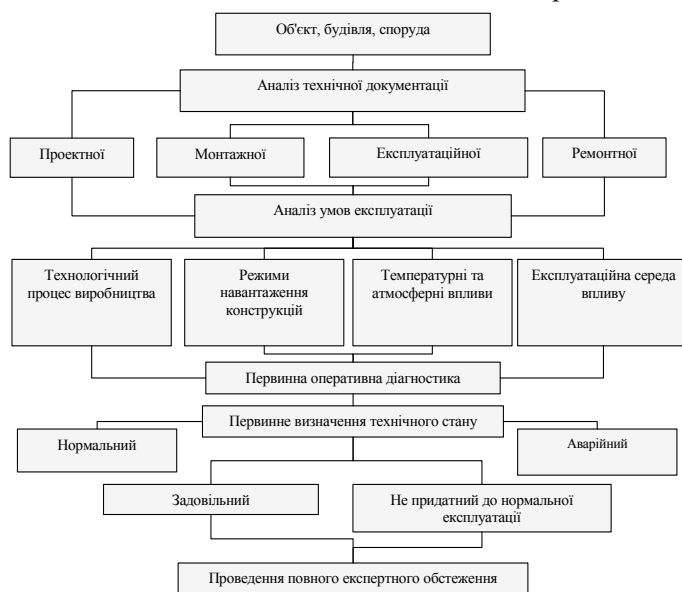 Об'єкт, будівля, споруда
Аналіз технічної документації
Проектної
Монтажної
Експлуатаційної
Ремонтної
Аналіз умов експлуатації
Технологічний
процес виробництва
Режими
навантаження
конструкцій
Температурні та
атмосферні впливи
Експлуатаційна середа
впливу
Первинна оперативна діагностика
Первинне визначення технічного стану
Нормальний
Аварійний
Задовільний
Не придатний до нормальної
експлуатації
Проведення повного експертного обстеження